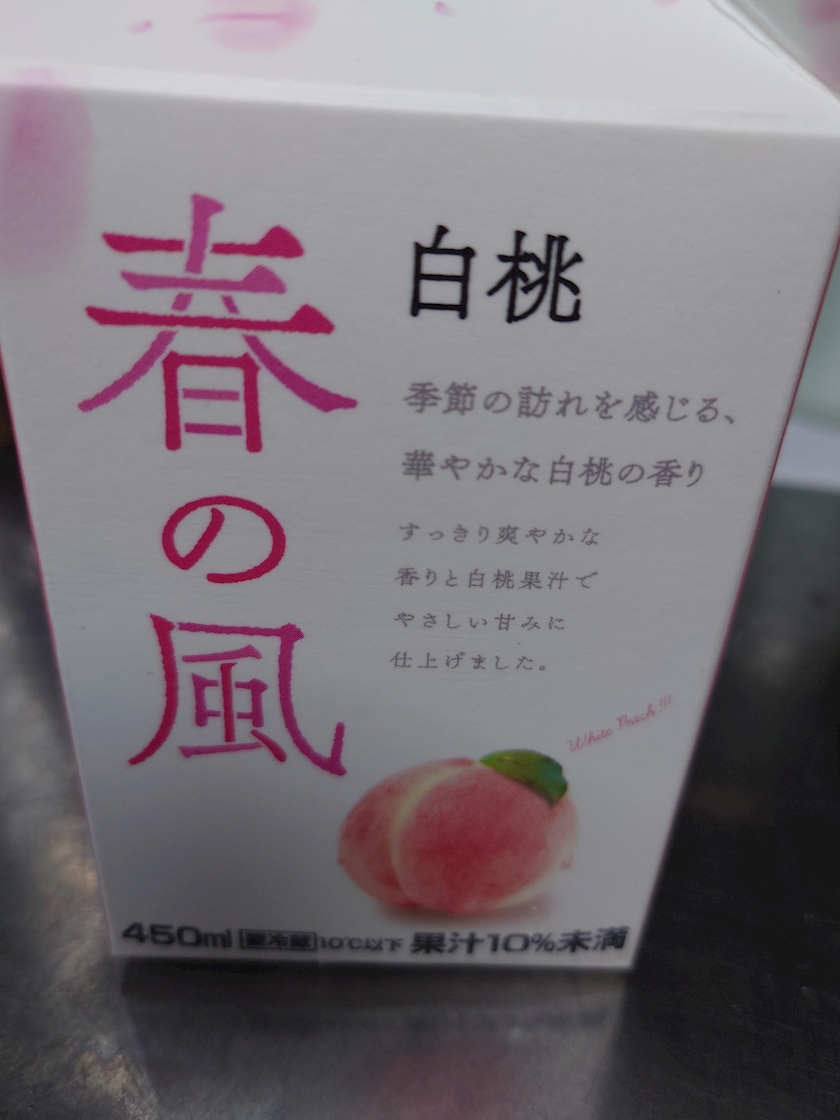 春の風
白桃
季節の訪れを感じる、
華やかな白桃の香り
すっきり爽やかな
香りと白桃果汁で
やさしい甘みに
仕上げました。
White Peach!!!
450ml 要冷蔵 10℃以下 果汁10%未満